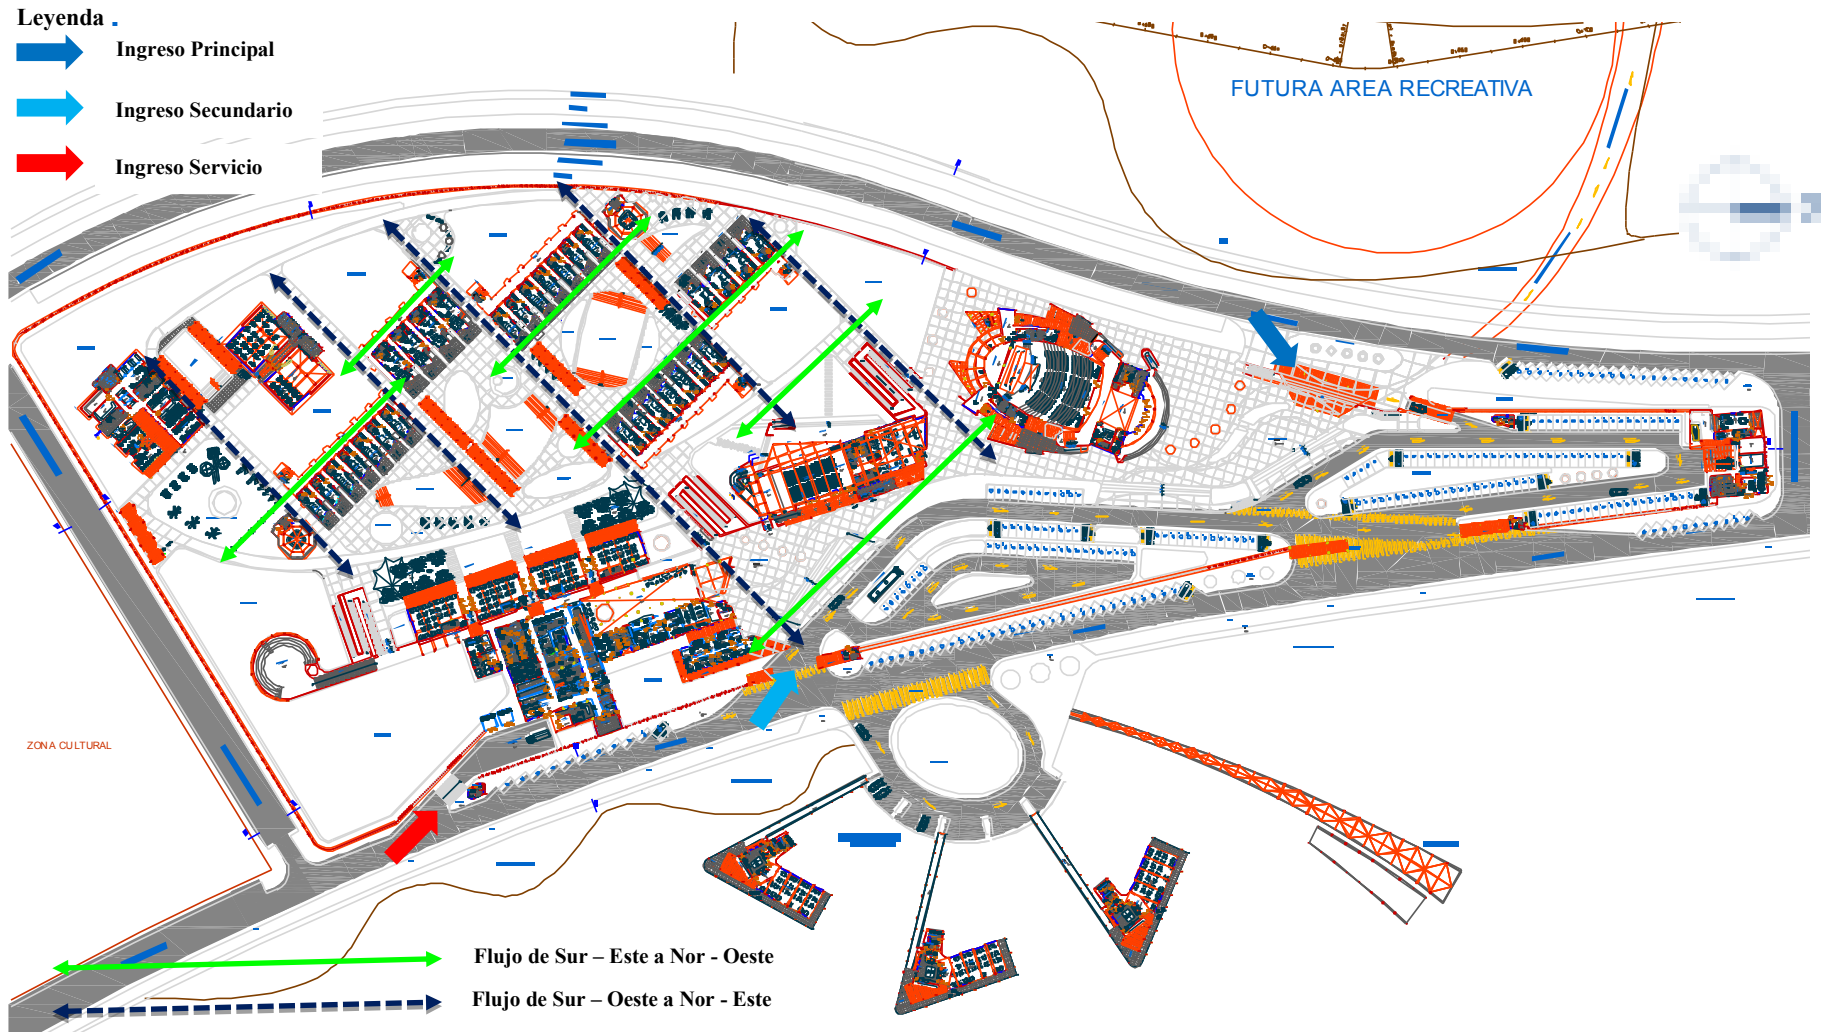 Leyenda
Ingreso Principal
Ingreso Secundario
Ingreso Servicio
FUTURA AREA RECREATIVA
ZONA CULTURAL
Flujo de Sur – Este a Nor - Oeste
Flujo de Sur – Oeste a Nor - Este